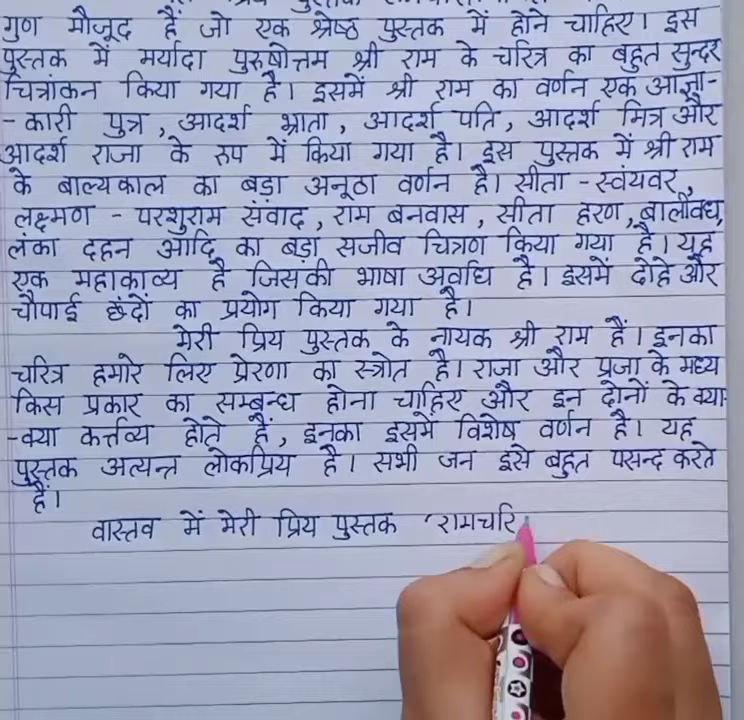 गुण मौजूद हैं जो एक श्रेष्ठ पुस्तक में होने चाहिए। इस
पुस्तक में मर्यादा पुरुषोत्तम श्री राम के चरित्र का बहुत सुन्दर
चित्रांकन किया गया है। इसमें श्री राम का वर्णन एक आज्ञा-
-कारी पुत्र, आदर्श भ्राता, आदर्श पति, आदर्श मित्र और
आदर्श राजा के रूप में किया गया है। इस पुस्तक में श्री राम
के बाल्यकाल का बड़ा अनूठा वर्णन है। सीता - स्वंयवर,
लक्ष्मण - परशुराम संवाद, राम बनवास, सीता हरण, बालीवध,
लंका दहन आदि का बड़ा सजीव चित्रण किया गया है। यह
एक महाकाव्य है जिसकी भाषा अवधि है। इसमें दोहे और
चौपाई छंदों का प्रयोग किया गया है।
मेरी प्रिय पुस्तक के नायक श्री राम हैं। इनका
चरित्र हमारे लिए प्रेरणा का स्त्रोत है। राजा और प्रजा के मध्य
किस प्रकार का सम्बन्ध होना चाहिए और इन दोनों के क्या-
-क्या कर्त्तव्य होते हैं, इनका इसमें विशेष वर्णन है। यह
पुस्तक अत्यन्त लोकप्रिय है। सभी जन इसे बहुत पसन्द करते
हैं।
वास्तव में मेरी प्रिय पुस्तक 'रामचरि